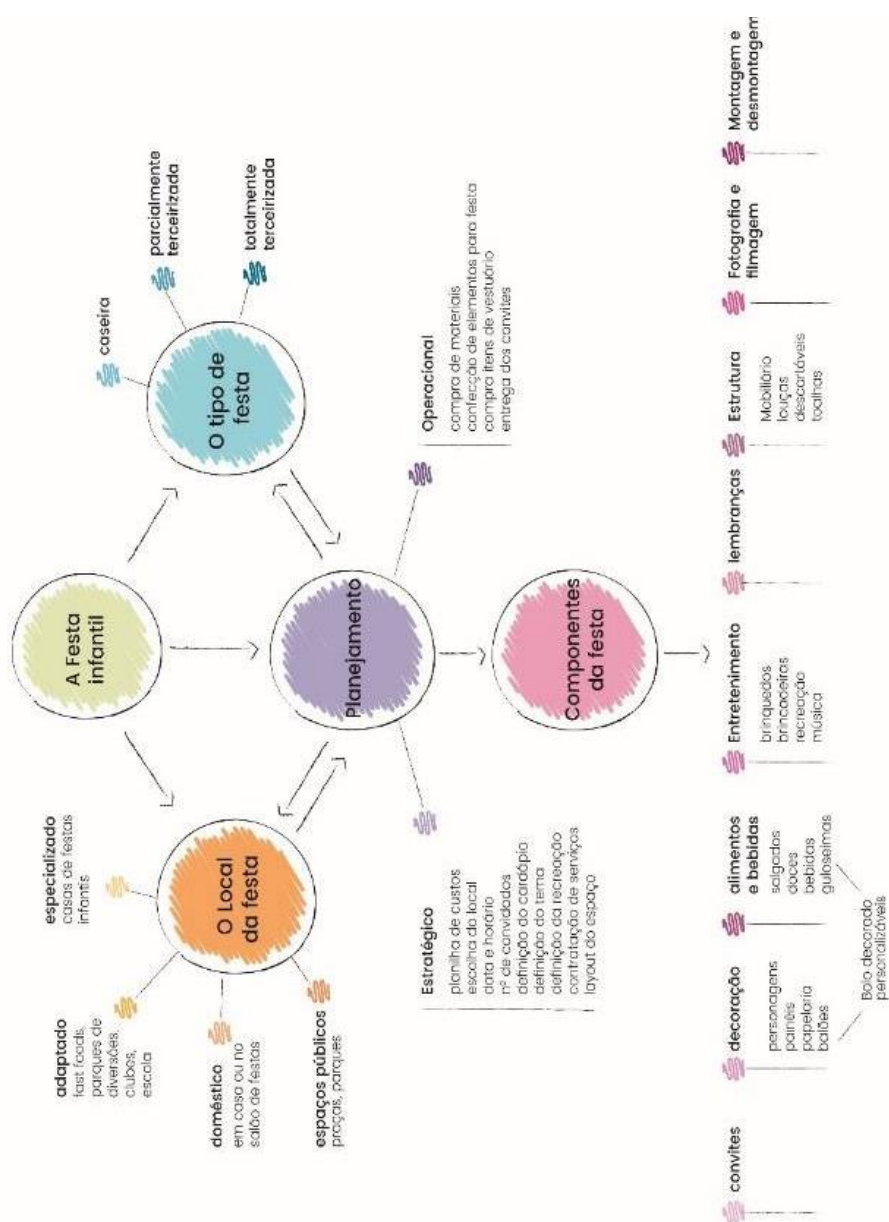 A Festa
infantil
O Local
da festa
especializado
casas de festas
infantis
adaptado
fast foods,
parques de
diversões,
clubes,
escola
doméstico
em casa ou no
salão de festas
espaços públicos
praças, parques
O tipo de
festa
caseira
parcialmente
terceirizada
totalmente
terceirizada
Planejamento
Estratégico
planilha de custos
escolha do local
data e horário
nº de convidados
definição do cardápio
definição do tema
definição da recreação
contratação de serviços
layout do espaço
Operacional
compra de materiais
confecção de elementos para festa
compra itens de vestuário
entrega dos convites
Componentes
da festa
convites
decoração
personagens
painéis
papelaria
balões
alimentos
e bebidas
salgados
doces
bebidas
guloseimas
Bolo decorado
personalizáveis
Entretenimento
brinquedos
brincadeiras
recreação
música
lembranças
Estrutura
Mobiliário
louças
descartáveis
toalhas
Fotografia e
filmagem
Montagem e
desmontagem